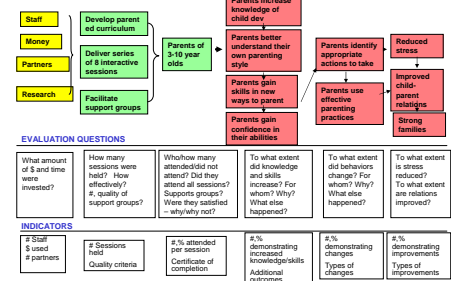 Staff
Money
Partners
Research
Develop parent
ed curriculum
Deliver series
of 8 interactive
sessions
Facilitate
support groups
Parents of
3-10 year
olds
Parents increase
knowledge of
child dev
Parents better
understand their
own parenting
style
Parents gain
skills in new
ways to parent
Parents gain
confidence in
their abilities
Parents identify
appropriate
actions to take
Parents use
effective
parenting
practices
Reduced
stress
Improved
child-
parent
relations
Strong
families
EVALUATION QUESTIONS
What amount
of $ and time
were
invested?
How many
sessions were
held? How
effectively?
#, quality of
support groups?
Who/how many
attended/did not
attend? Did they
attend all sessions?
Supports groups?
Were they satisfied
– why/why not?
To what extent
did knowledge
and skills
increase? For
whom? Why?
What else
happened?
To what extent
did behaviors
change? For
whom? Why?
What else
happened?
To what extent
is stress
reduced?
To what extent
are relations
improved?
INDICATORS
# Staff
$ used
# partners
# Sessions
held
Quality criteria
#,% attended
per session
Certificate of
completion
#,%
demonstrating
increased
knowledge/skills
Additional
outcomes
#,%
demonstrating
changes
Types of
changes
#,%
demonstrating
improvements
Types of
improvements